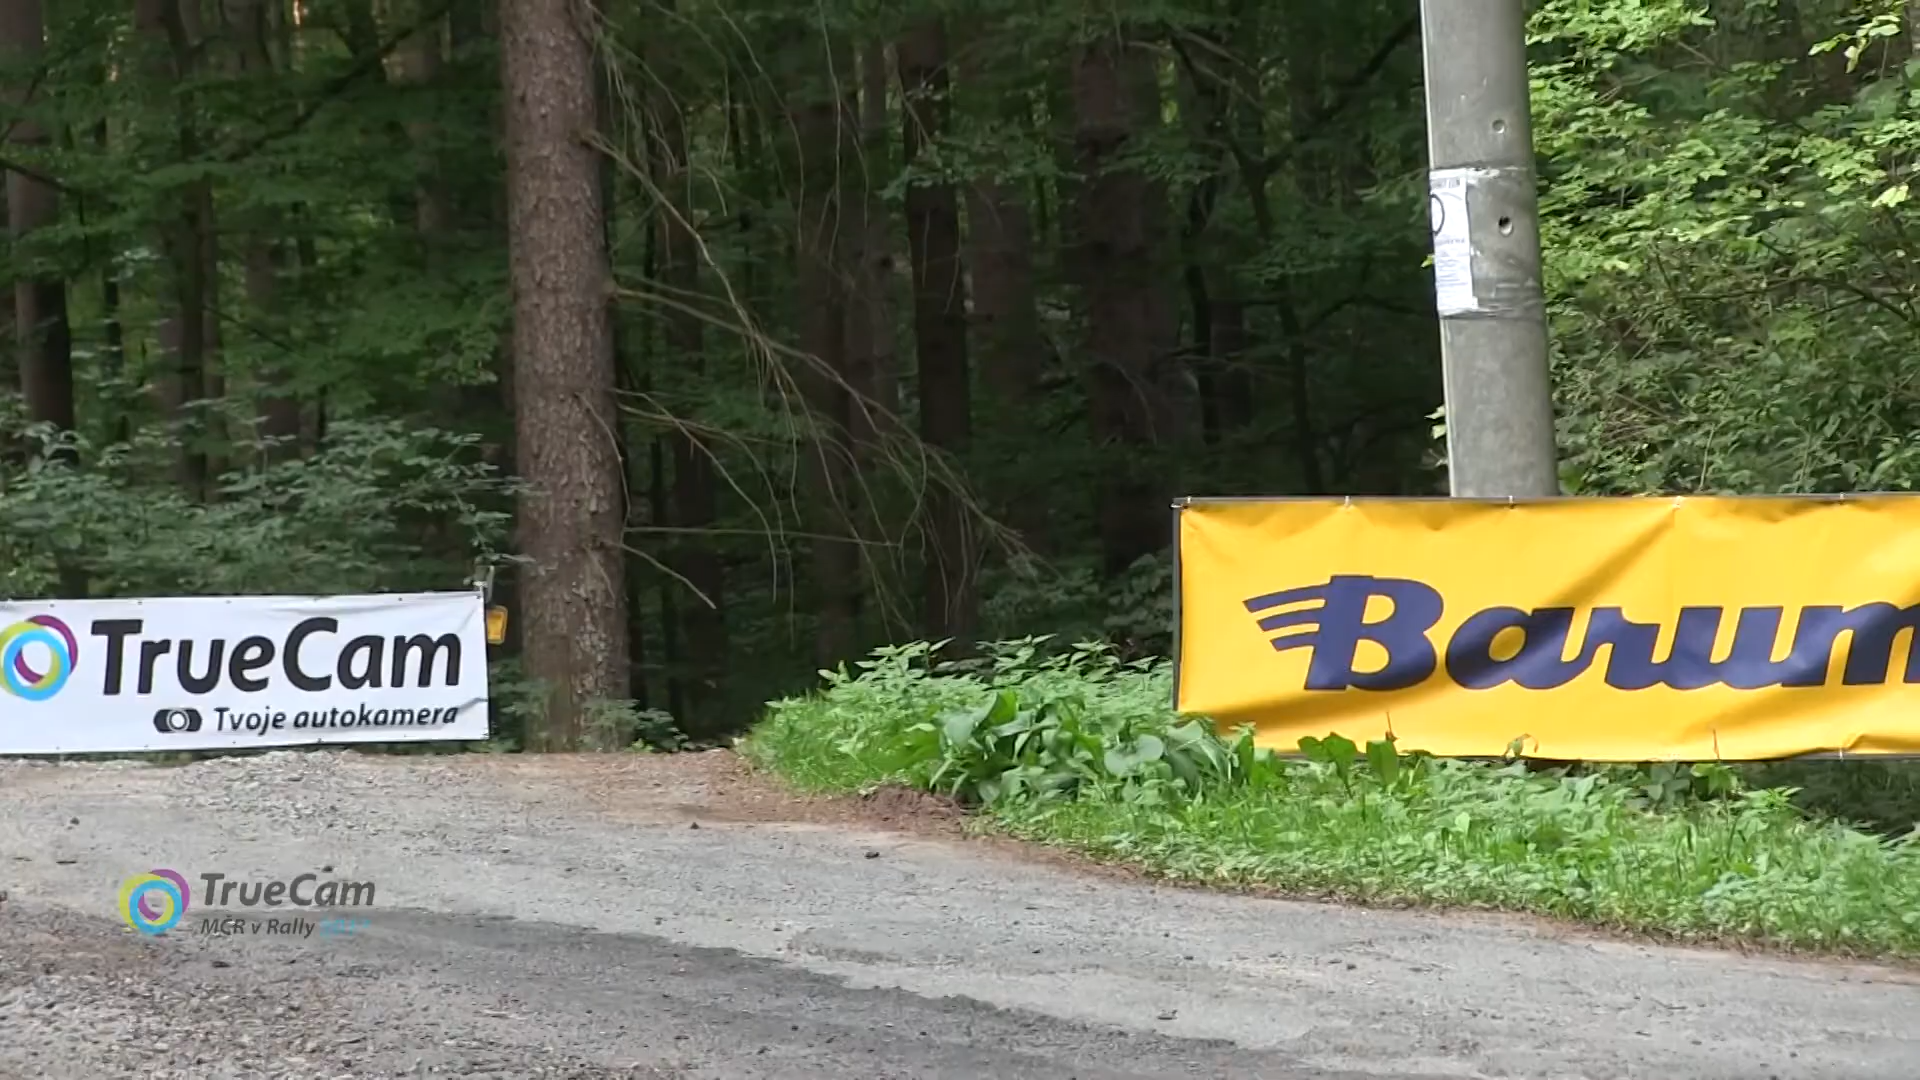 TrueCam
Tvoje autokamera
Barum
TrueCam
MČR v Rally